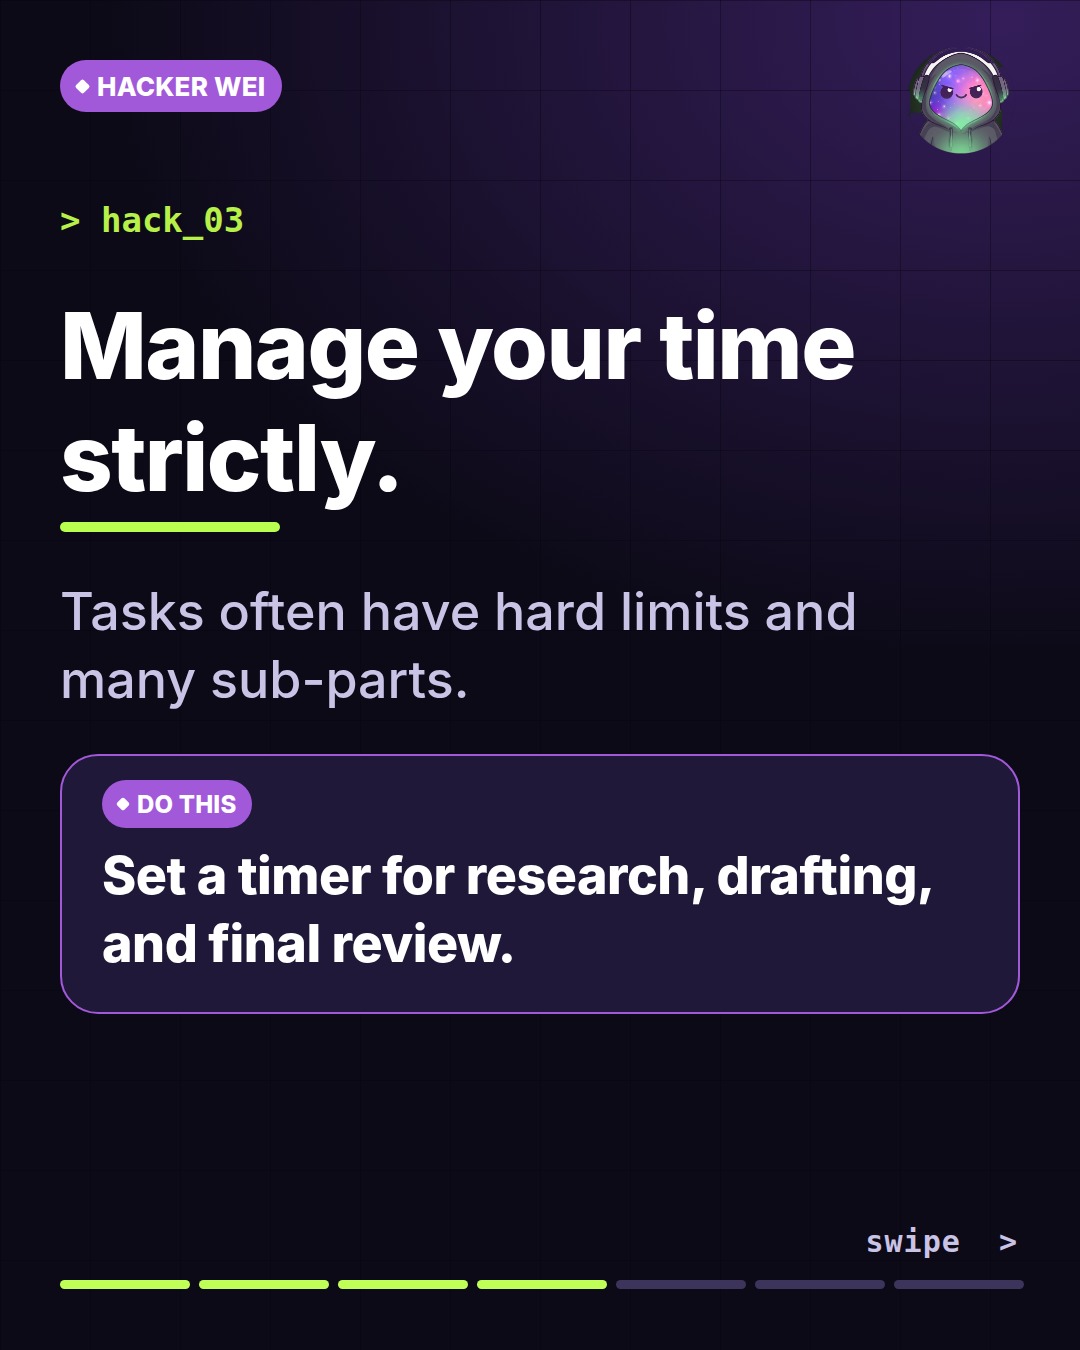 HACKER WEI
> hack_03
Manage your time
strictly.
Tasks often have hard limits and
many sub-parts.
DO THIS
Set a timer for research, drafting,
and final review.
swipe >